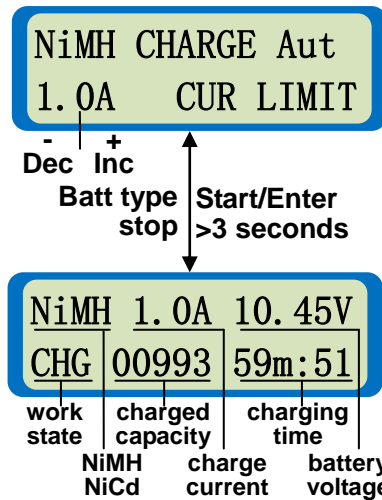 NiMH CHARGE Aut
1.0A CUR LIMIT
- +
Dec Inc
Batt type Start/Enter
stop >3 seconds
NiMH 1.0A 10.45V
CHG 00993 59m:51
work charged charging
state capacity time
NiMH charge battery
NiCd current voltage